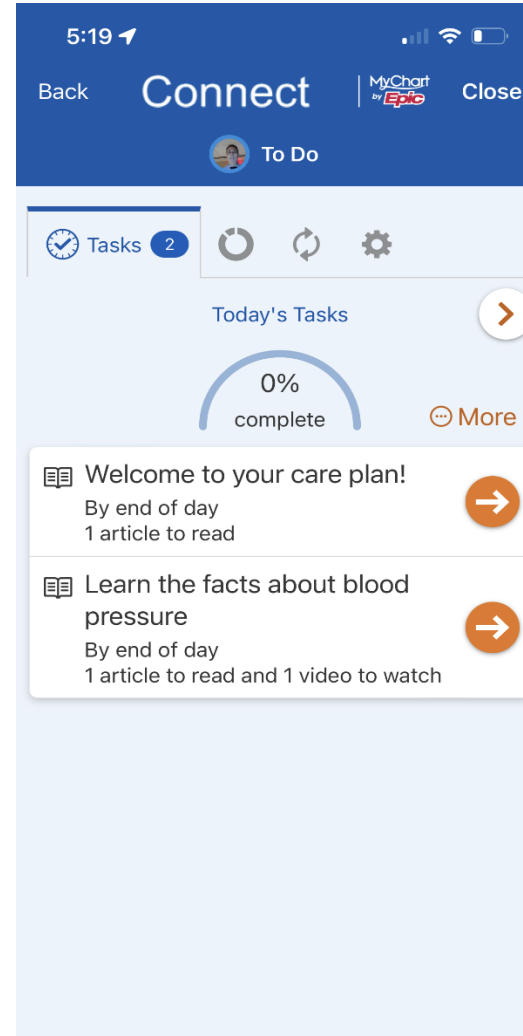 5:19
Back
Connect
MyChart
by Epic
Close
To Do
Tasks 2
Today's Tasks
0%
complete
More
Welcome to your care plan!
By end of day
1 article to read
Learn the facts about blood
pressure
By end of day
1 article to read and 1 video to watch